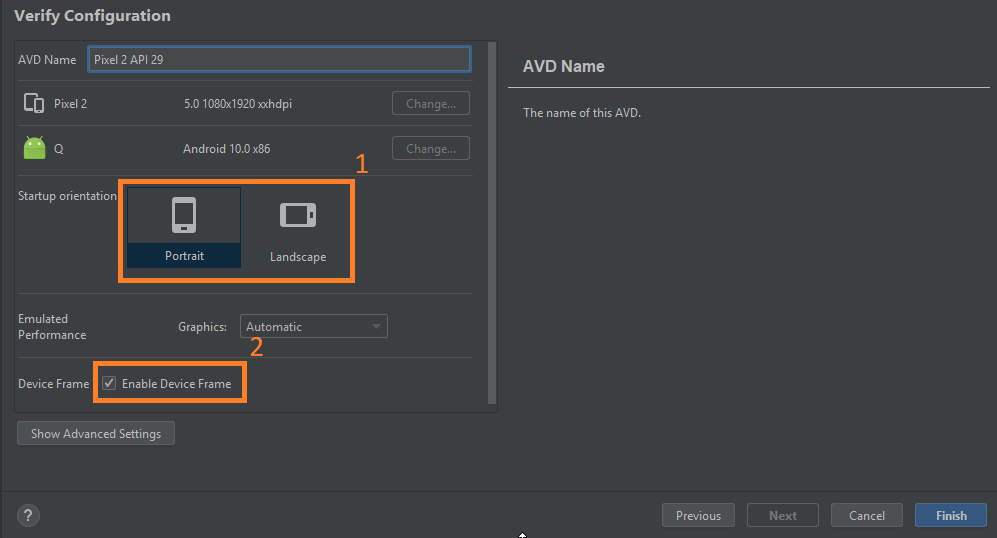 Verify Configuration
AVD Name Pixel 2 API 29
AVD Name
Pixel 2 5.0 1080x1920 xxhdpi Change...
The name of this AVD.
Q Android 10.0 x86 Change...
1
Startup orientation
Portrait Landscape
Emulated
Performance
Graphics: Automatic
2
Device Frame Enable Device Frame
Show Advanced Settings
? Previous Next Cancel Finish